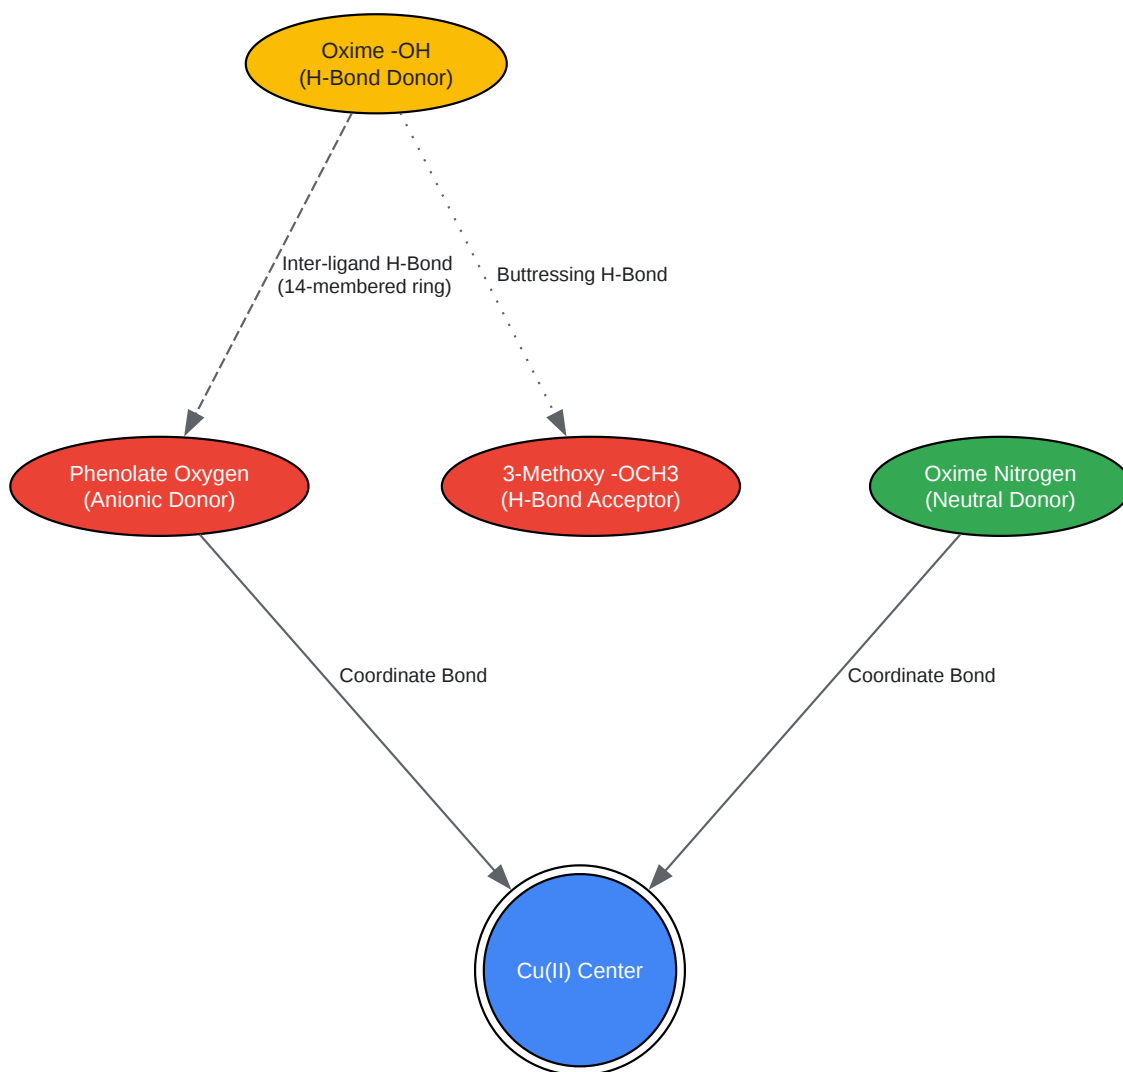 Oxime -OH
(H-Bond Donor)
Inter-ligand H-Bond
(14-membered ring)
Buttressing H-Bond
Phenolate Oxygen
(Anionic Donor)
3-Methoxy -OCH3
(H-Bond Acceptor)
Oxime Nitrogen
(Neutral Donor)
Coordinate Bond
Coordinate Bond
Cu(II) Center